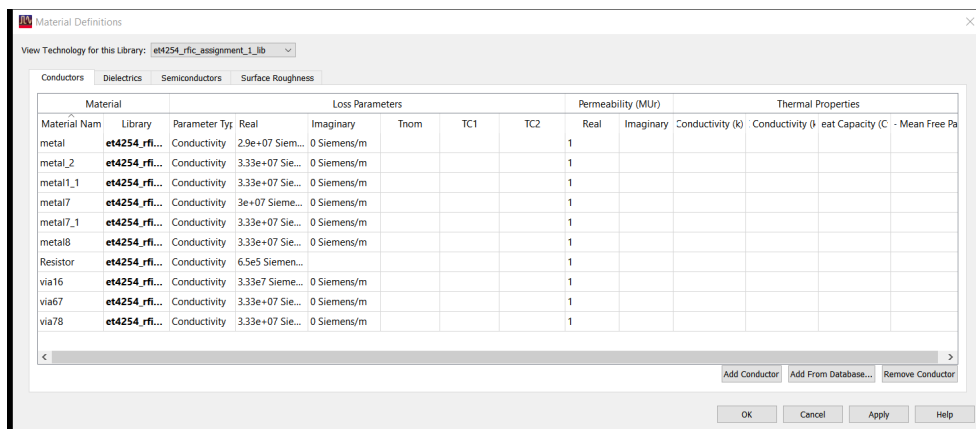 Material Definitions
View Technology for this Library: et4254_rfic_assignment_1_lib
Conductors Dielectrics Semiconductors Surface Roughness
Material Loss Parameters Permeability (MUr) Thermal Properties
Material Nam Library Parameter Typ Real Imaginary Tnom TC1 TC2 Real Imaginary Conductivity (k) Conductivity (k eat Capacity (C - Mean Free Pa
metal et4254_rfi... Conductivity 2.9e+07 Siem... 0 Siemens/m 1
metal_2 et4254_rfi... Conductivity 3.33e+07 Sie... 0 Siemens/m 1
metal1_1 et4254_rfi... Conductivity 3.33e+07 Sie... 0 Siemens/m 1
metal7 et4254_rfi... Conductivity 3e+07 Sieme... 0 Siemens/m 1
metal7_1 et4254_rfi... Conductivity 3.33e+07 Sie... 0 Siemens/m 1
metal8 et4254_rfi... Conductivity 3.33e+07 Sie... 0 Siemens/m 1
Resistor et4254_rfi... Conductivity 6.5e5 Siemen... 1
via16 et4254_rfi... Conductivity 3.33e7 Sieme... 0 Siemens/m 1
via67 et4254_rfi... Conductivity 3.33e+07 Sie... 0 Siemens/m 1
via78 et4254_rfi... Conductivity 3.33e+07 Sie... 0 Siemens/m 1
Add Conductor Add From Database... Remove Conductor
OK Cancel Apply Help